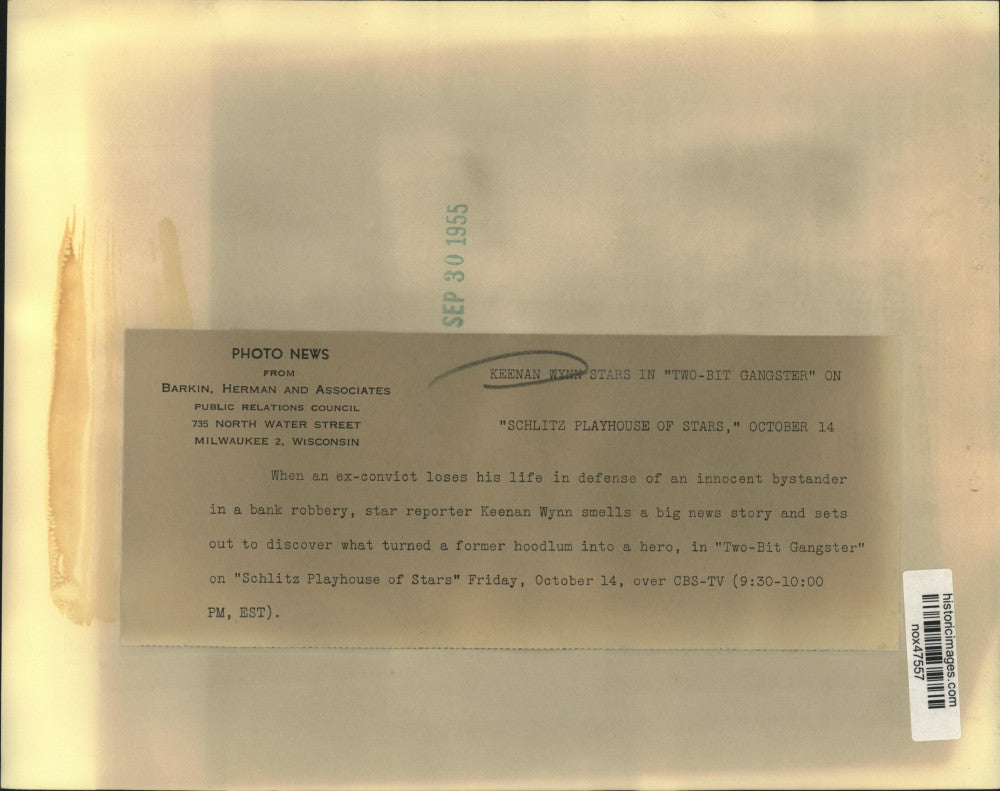 SEP 30 1955
PHOTO NEWS
FROM
BARKIN, HERMAN AND ASSOCIATES
PUBLIC RELATIONS COUNCIL
735 NORTH WATER STREET
MILWAUKEE 2, WISCONSIN
KEENAN WYNN STARS IN "TWO-BIT GANGSTER" ON
"SCHLITZ PLAYHOUSE OF STARS," OCTOBER 14
When an ex-convict loses his life in defense of an innocent bystander
in a bank robbery, star reporter Keenan Wynn smells a big news story and sets
out to discover what turned a former hoodlum into a hero, in "Two-Bit Gangster"
on "Schlitz Playhouse of Stars" Friday, October 14, over CBS-TV (9:30-10:00
PM, EST).
historicimages.com
nox47557